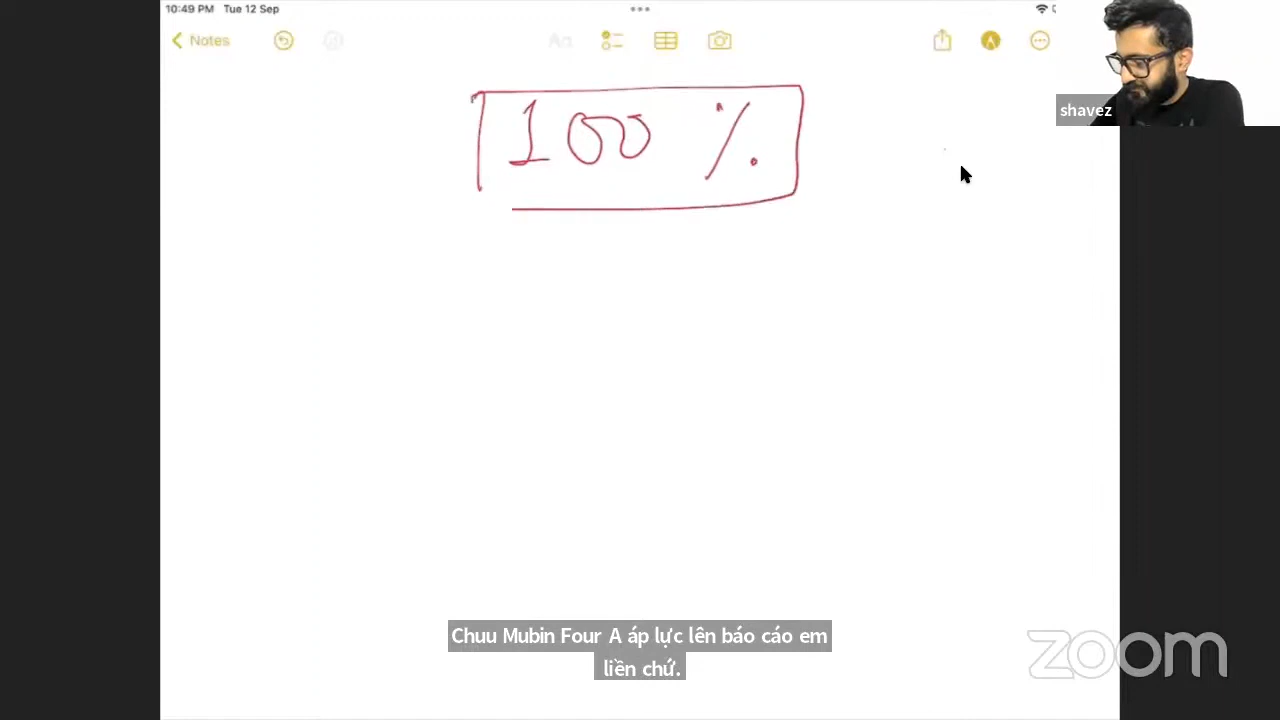 10:49 PM Tue 12 Sep
Notes
Aa
shavez
100 %
Chuu Mubin Four A áp lực lên báo cáo em
liền chứ.
zoom